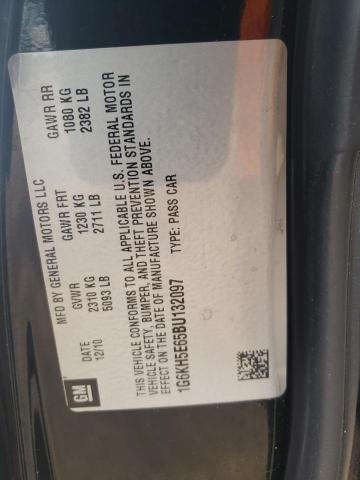 GM
MFD BY GENERAL MOTORS LLC
DATE GVWR GAWR FRT GAWR RR
12/10 2310 KG 1230 KG 1080 KG
5093 LB 2711 LB 2382 LB
THIS VEHICLE CONFORMS TO ALL APPLICABLE U.S. FEDERAL MOTOR
VEHICLE SAFETY, BUMPER, AND THEFT PREVENTION STANDARDS IN
EFFECT ON THE DATE OF MANUFACTURE SHOWN ABOVE.
1G6KH5E65BU132097 TYPE: PASS CAR